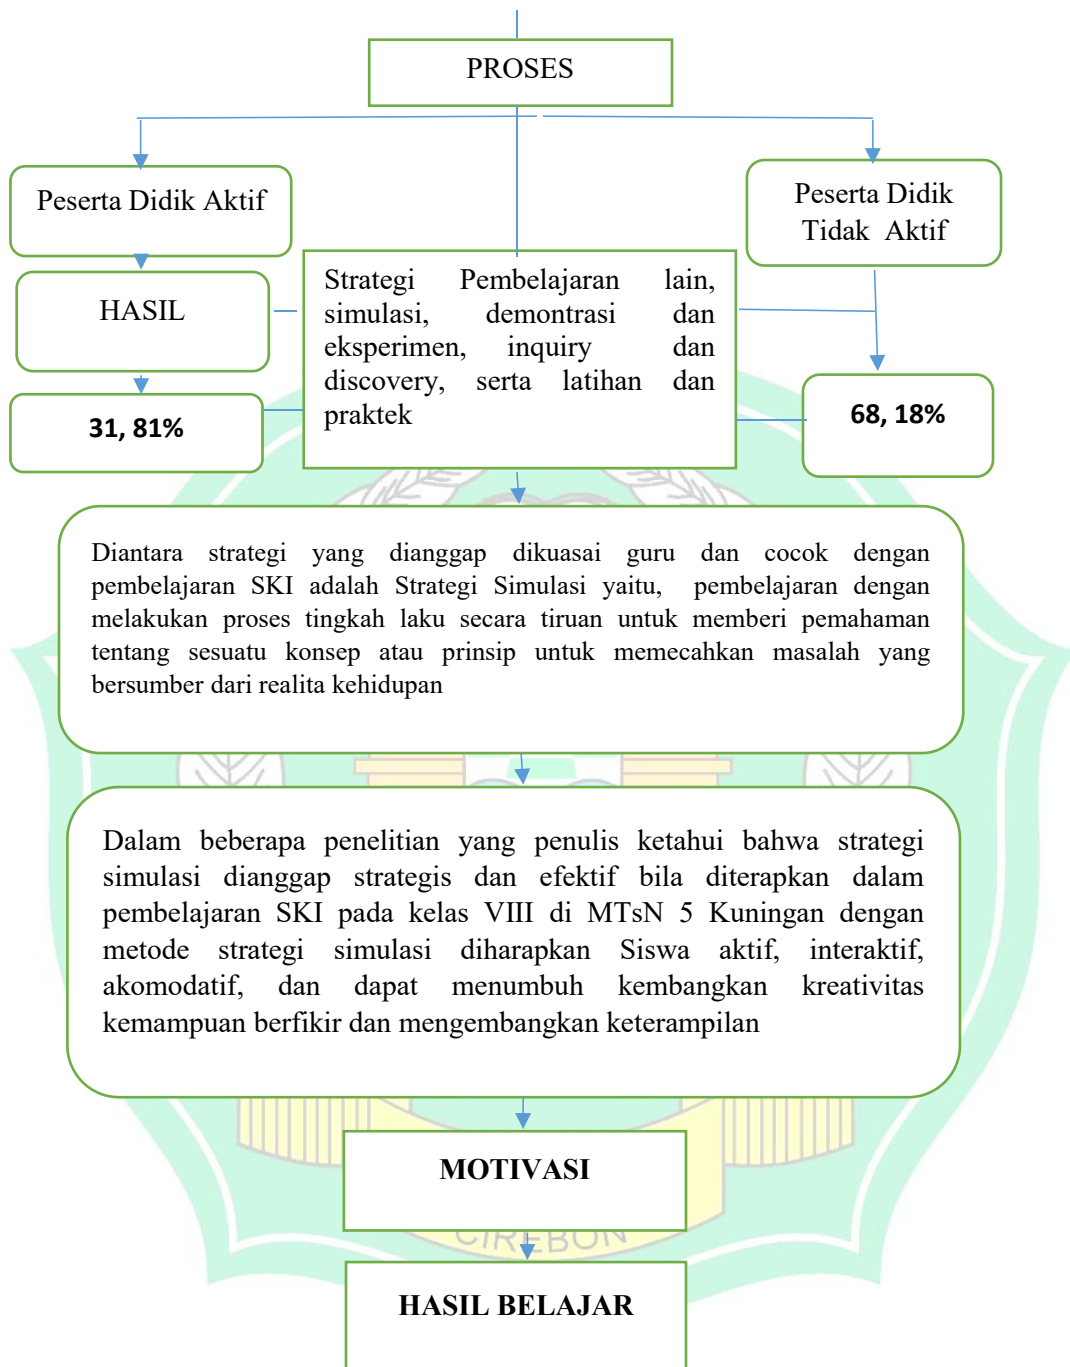 PROSES
Peserta Didik Aktif
Peserta Didik
Tidak Aktif
HASIL
Strategi Pembelajaran lain,
simulasi, demontrasi dan
eksperimen, inquiry dan
discovery, serta latihan dan
praktek
31, 81%
68, 18%
Diantara strategi yang dianggap dikuasai guru dan cocok dengan
pembelajaran SKI adalah Strategi Simulasi yaitu, pembelajaran dengan
melakukan proses tingkah laku secara tiruan untuk memberi pemahaman
tentang sesuatu konsep atau prinsip untuk memecahkan masalah yang
bersumber dari realita kehidupan
Dalam beberapa penelitian yang penulis ketahui bahwa strategi
simulasi dianggap strategis dan efektif bila diterapkan dalam
pembelajaran SKI pada kelas VIII di MTsN 5 Kuningan dengan
metode strategi simulasi diharapkan Siswa aktif, interaktif,
akomodatif, dan dapat menumbuh kembangkan kreativitas
kemampuan berfikir dan mengembangkan keterampilan
MOTIVASI
CIREBON
HASIL BELAJAR